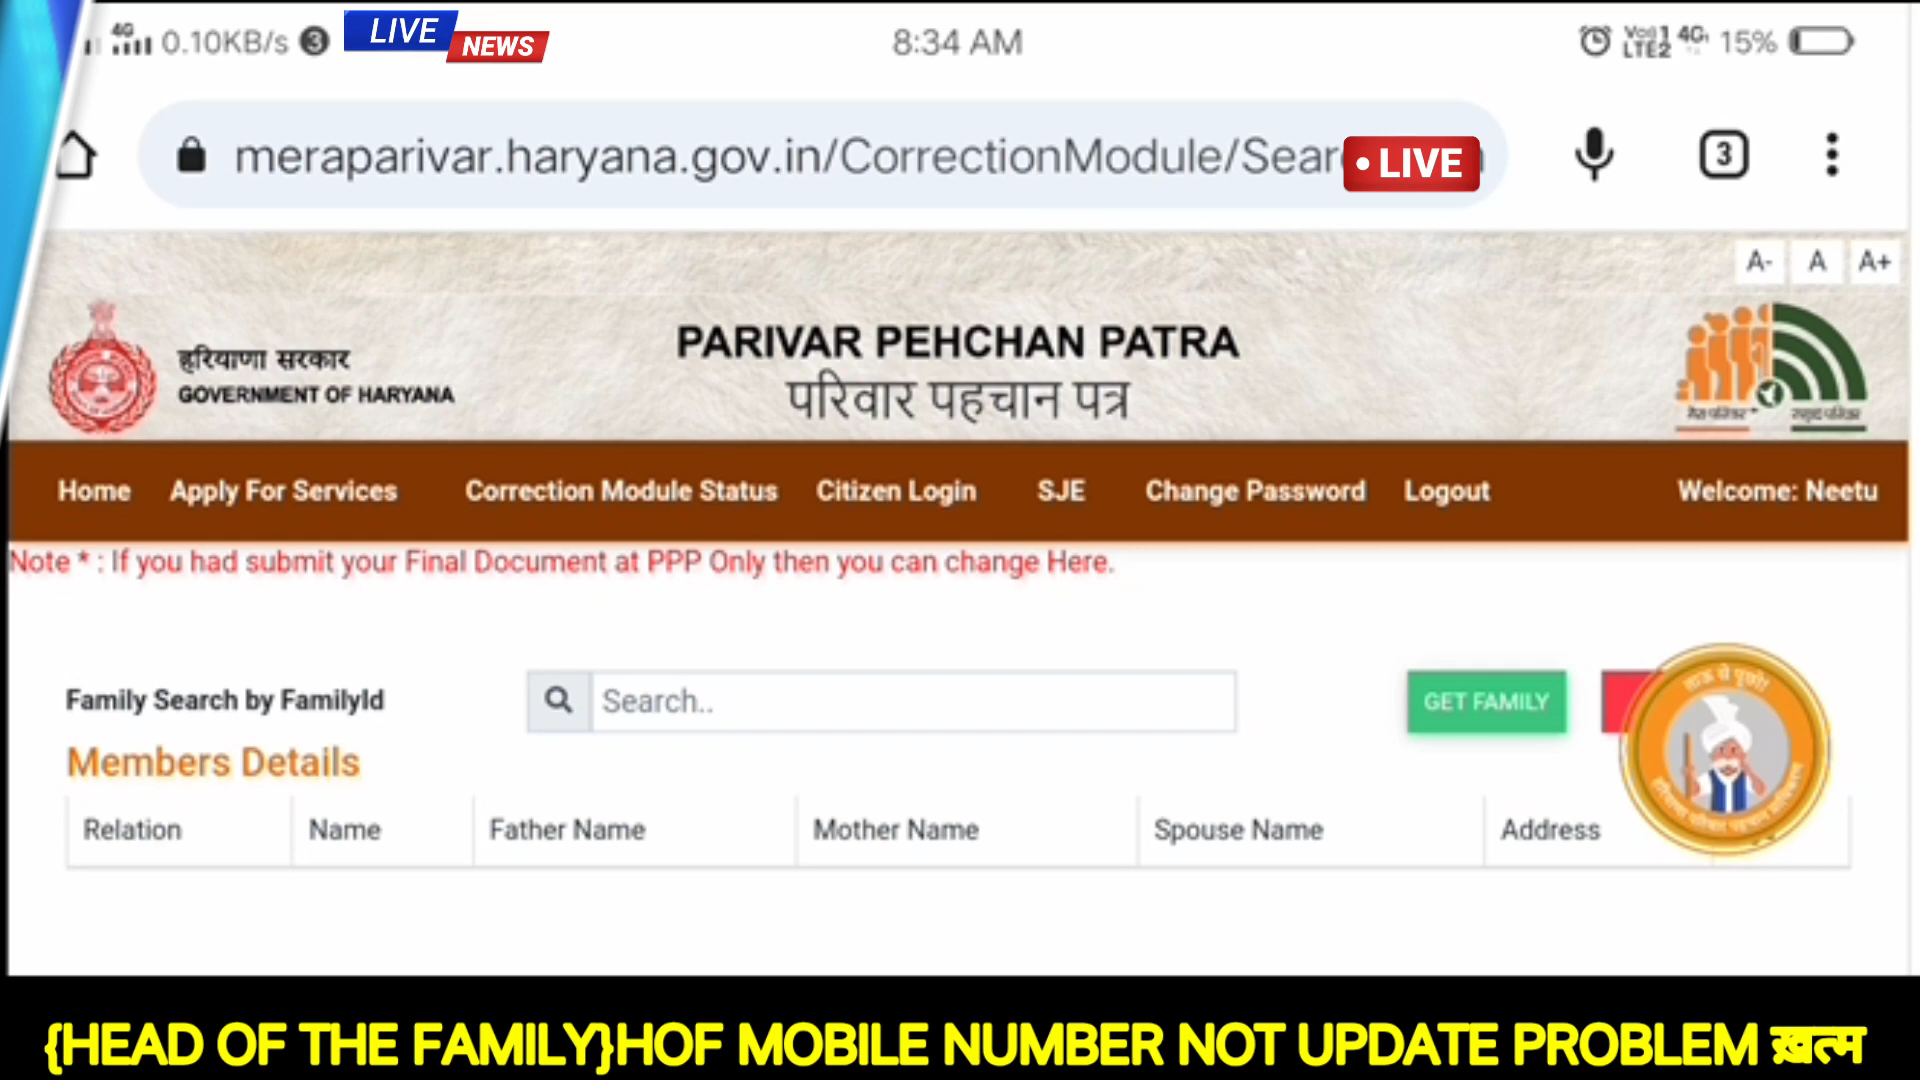 4G 0.10KB/s 3 LIVE NEWS 8:34 AM LTE2 4G 15%
meraparivar.haryana.gov.in/CorrectionModule/Sear • LIVE 3
A- A A+
हरियाणा सरकार
GOVERNMENT OF HARYANA
PARIVAR PEHCHAN PATRA
परिवार पहचान पत्र
Home Apply For Services Correction Module Status Citizen Login SJE Change Password Logout Welcome: Neetu
Note * : If you had submit your Final Document at PPP Only then you can change Here.
Family Search by FamilyId Search.. GET FAMILY
Members Details
Relation Name Father Name Mother Name Spouse Name Address
{HEAD OF THE FAMILY}HOF MOBILE NUMBER NOT UPDATE PROBLEM ख़त्म